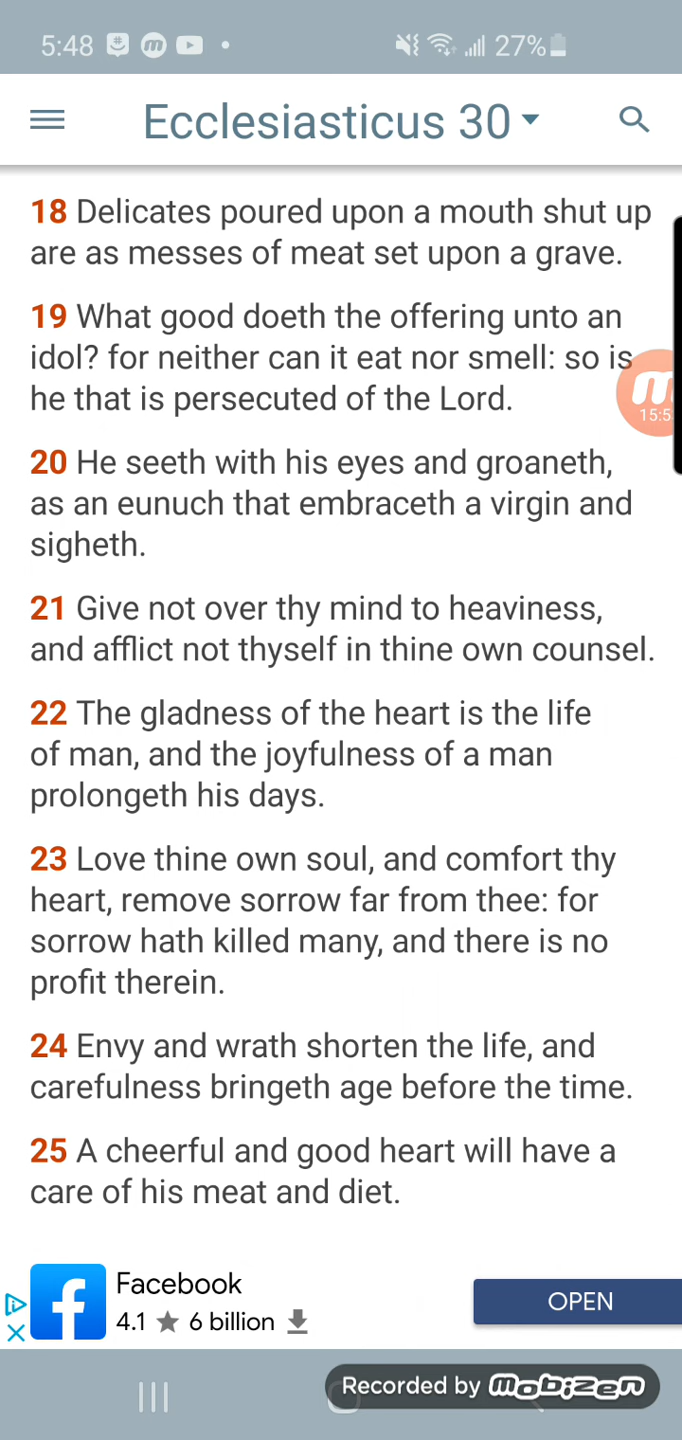 5:48 27%
Ecclesiasticus 30
18 Delicates poured upon a mouth shut up
are as messes of meat set upon a grave.
19 What good doeth the offering unto an
idol? for neither can it eat nor smell: so is
he that is persecuted of the Lord.
15:5
20 He seeth with his eyes and groaneth,
as an eunuch that embraceth a virgin and
sigheth.
21 Give not over thy mind to heaviness,
and afflict not thyself in thine own counsel.
22 The gladness of the heart is the life
of man, and the joyfulness of a man
prolongeth his days.
23 Love thine own soul, and comfort thy
heart, remove sorrow far from thee: for
sorrow hath killed many, and there is no
profit therein.
24 Envy and wrath shorten the life, and
carefulness bringeth age before the time.
25 A cheerful and good heart will have a
care of his meat and diet.
Facebook
4.1 ★ 6 billion
OPEN
Recorded by mobizen